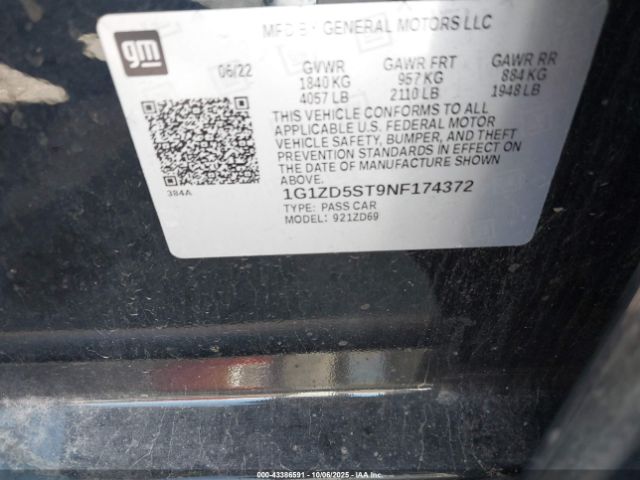 gm
MFD BY GENERAL MOTORS LLC
06/22
GVWR
1840 KG
4057 LB
GAWR FRT
957 KG
2110 LB
GAWR RR
884 KG
1948 LB
THIS VEHICLE CONFORMS TO ALL
APPLICABLE U.S. FEDERAL MOTOR
VEHICLE SAFETY, BUMPER, AND THEFT
PREVENTION STANDARDS IN EFFECT ON
THE DATE OF MANUFACTURE SHOWN
ABOVE.
384A
1G1ZD5ST9NF174372
TYPE: PASS CAR
MODEL: 921ZD69
00-43386591 | 10/06/2025 | Copyright © IAA, LLC